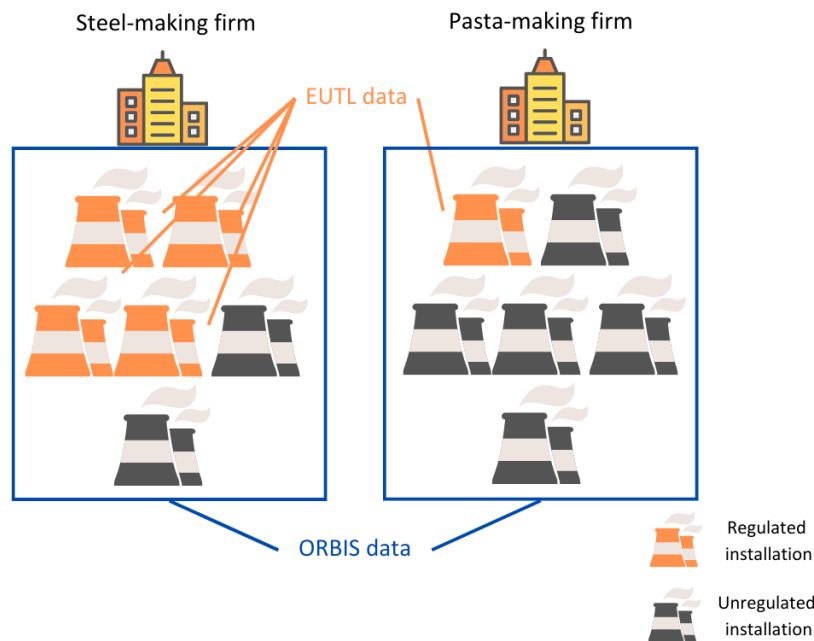 Steel-making firm
Pasta-making firm
EUTL data
ORBIS data
Regulated
installation
Unregulated
installation